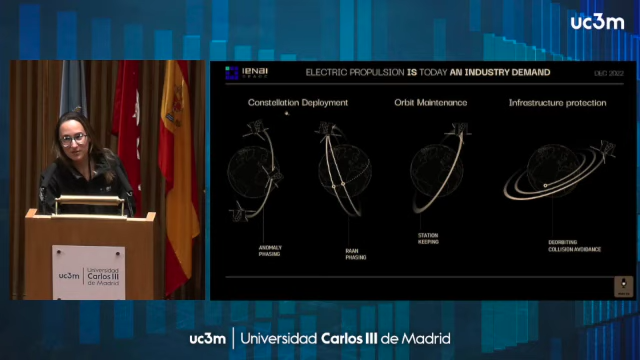 uc3m
IENAI
SPACE
ELECTRIC PROPULSION IS TODAY AN INDUSTRY DEMAND
DEC 2022
Constellation Deployment
Orbit Maintenance
Infrastructure protection
ANOMALY
PHASING
RAAN
PHASING
STATION
KEEPING
DEORBITING
COLLISION AVOIDANCE
uc3m | Universidad
Carlos III
de Madrid
uc3m | Universidad Carlos III de Madrid